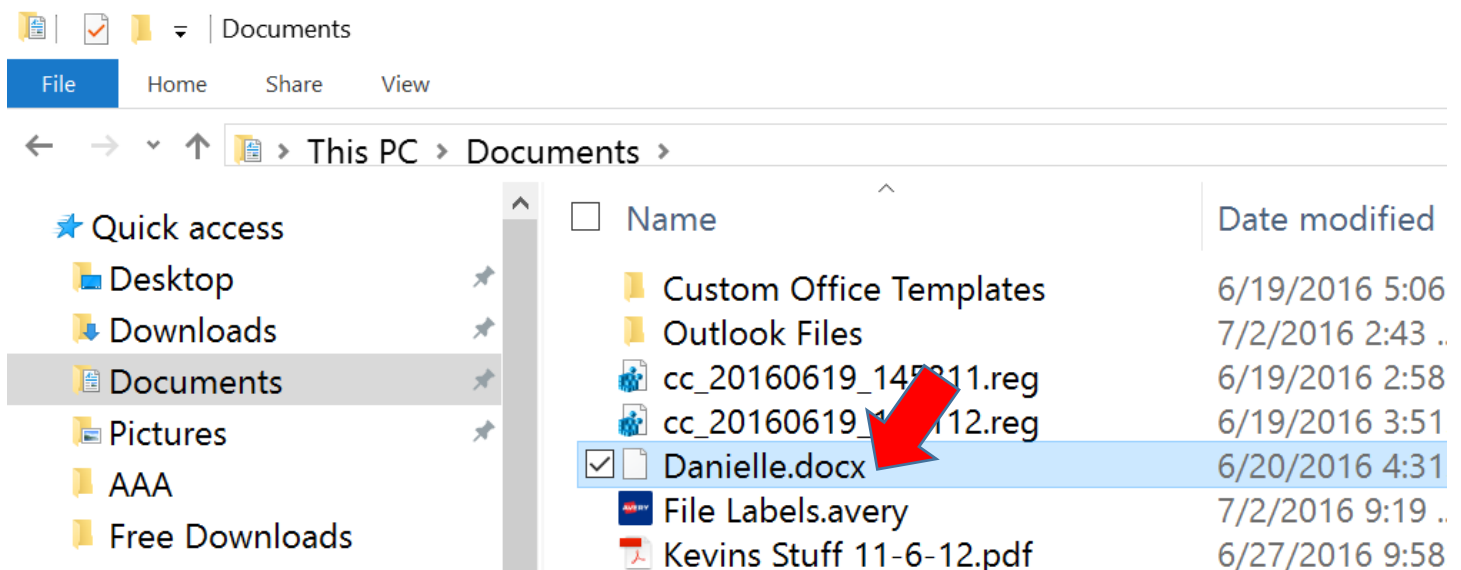 Documents
File Home Share View
This PC > Documents >
Quick access
Desktop
Downloads
Documents
Pictures
AAA
Free Downloads
Name Date modified
Custom Office Templates 6/19/2016 5:06
Outlook Files 7/2/2016 2:43 ..
.reg 6/19/2016 2:58
.reg 6/19/2016 3:51
Danielle.docx 6/20/2016 4:31
AVERY File Labels.avery 7/2/2016 9:19 ..
Kevins Stuff 11-6-12.pdf 6/27/2016 9:58